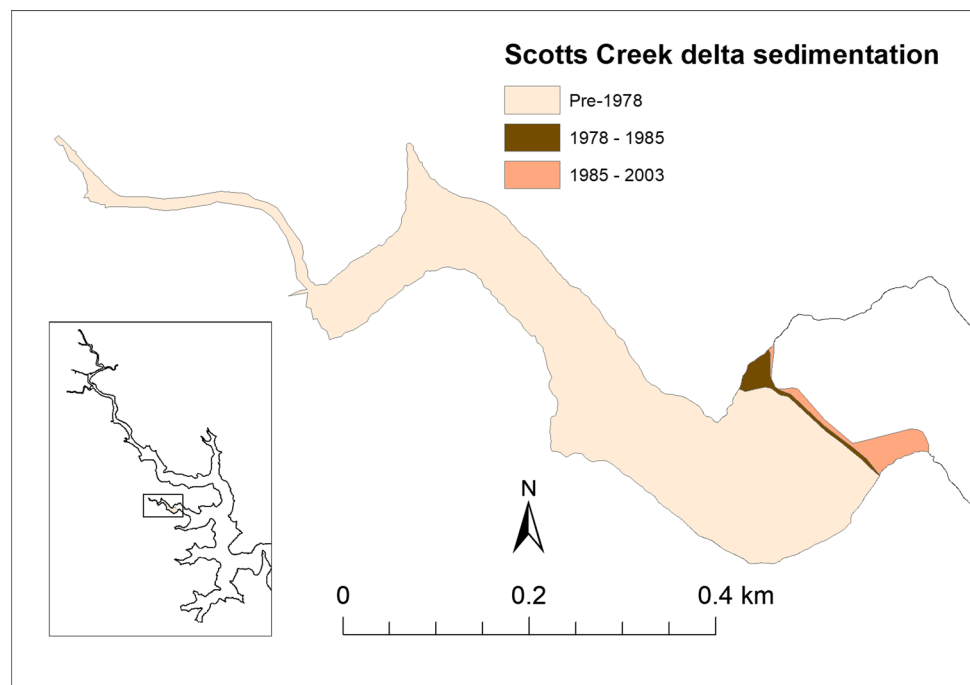 Scotts Creek delta sedimentation
Pre-1978
1978 - 1985
1985 - 2003
N
0 0.2 0.4 km